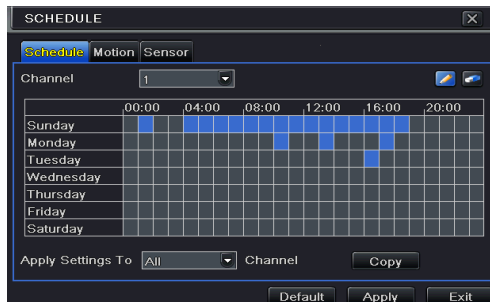 SCHEDULE
Schedule Motion Sensor
Channel 1
00:00 04:00 08:00 12:00 16:00 20:00
Sunday
Monday
Tuesday
Wednesday
Thursday
Friday
Saturday
Apply Settings To All Channel Copy
Default Apply Exit